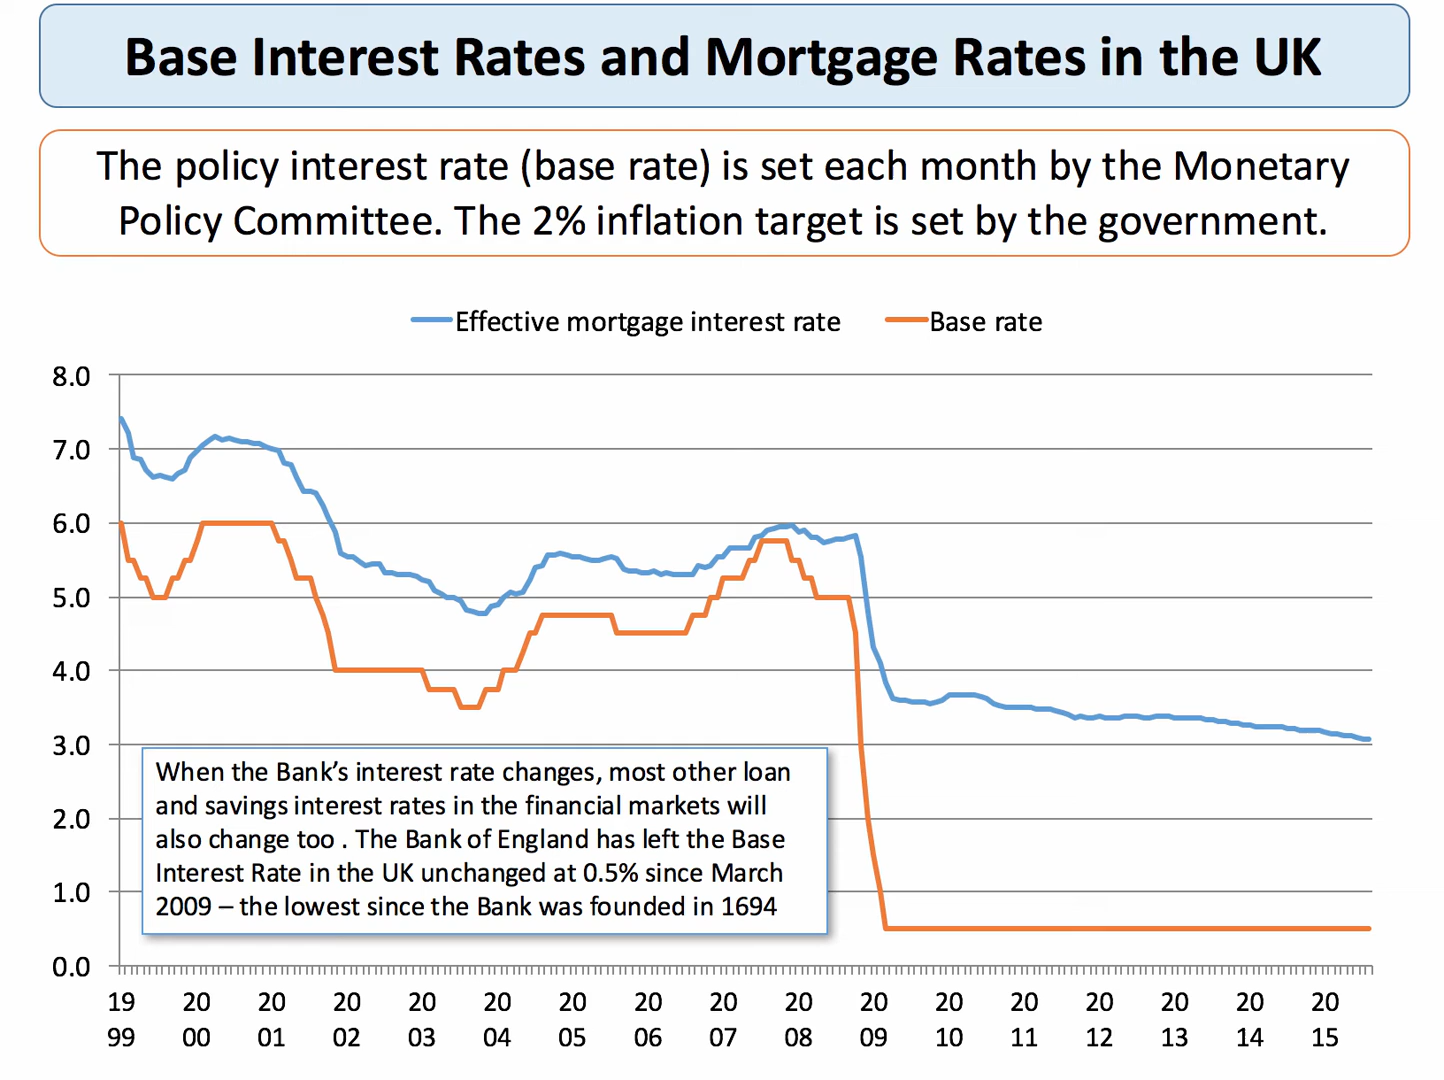 Base Interest Rates and Mortgage Rates in the UK
The policy interest rate (base rate) is set each month by the Monetary
Policy Committee. The 2% inflation target is set by the government.
Effective mortgage interest rate
Base rate
8.0
7.0
6.0
5.0
4.0
3.0
2.0
1.0
0.0
When the Bank's interest rate changes, most other loan
and savings interest rates in the financial markets will
also change too . The Bank of England has left the Base
Interest Rate in the UK unchanged at 0.5% since March
2009 – the lowest since the Bank was founded in 1694
19 20 20 20 20 20 20 20 20 20 20 20 20 20 20 20 20
99 00 01 02 03 04 05 06 07 08 09 10 11 12 13 14 15